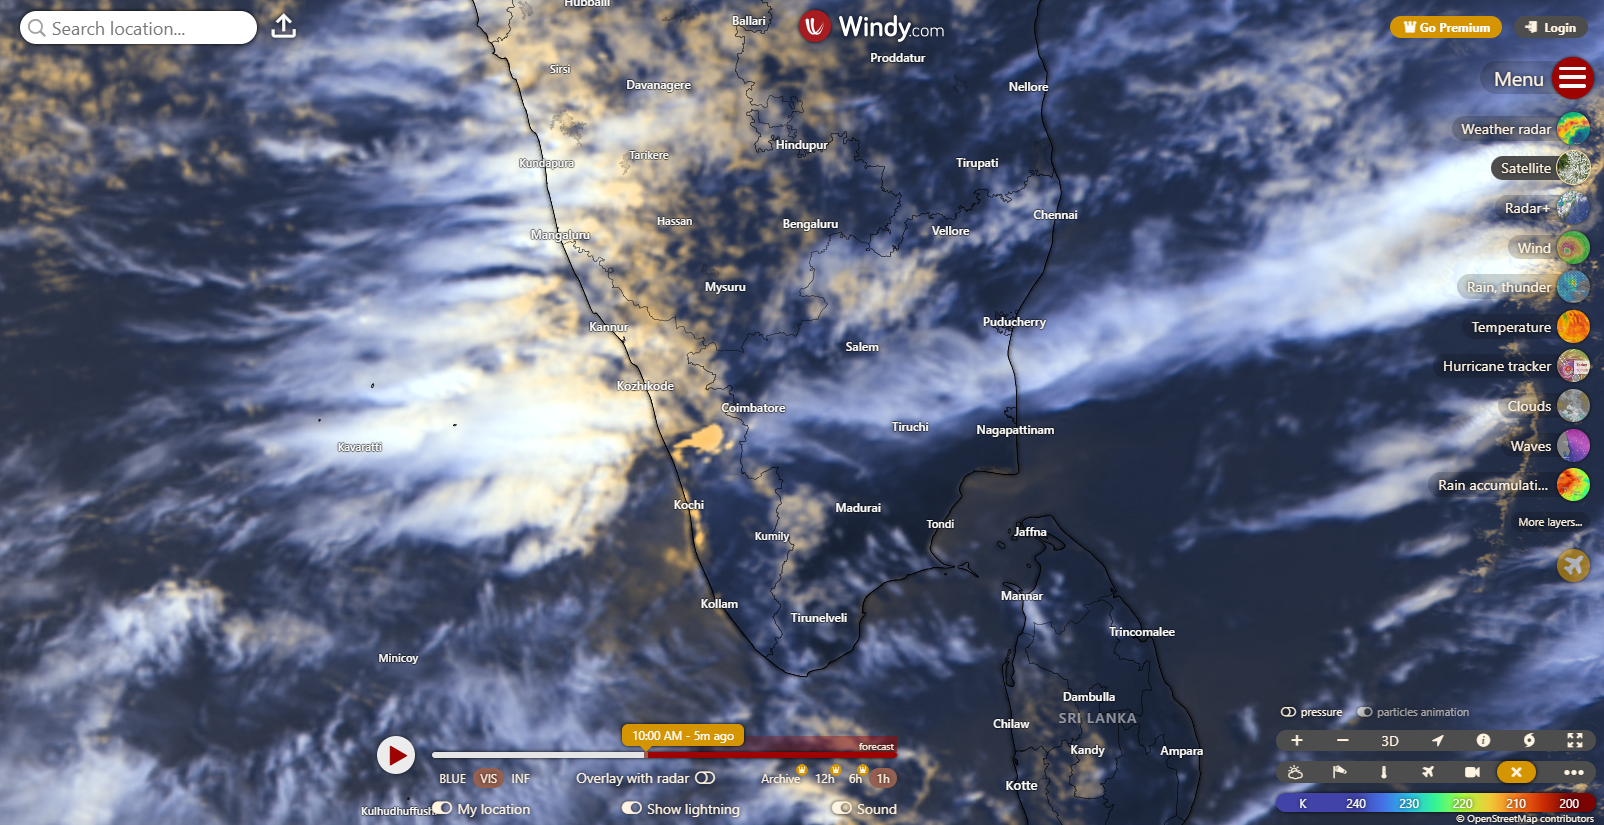 Hubballi
Ballari
Search location...
Windy.com
Go Premium
Login
Proddatur
Sirsi
Davanagere
Nellore
Menu
Weather radar
Hindupur
Tarikere
Kundapura
Tirupati
Satellite
Radar+
Chennai
Hassan
Bengaluru
Vellore
Mangaluru
Wind
Mysuru
Rain, thunder
Kannur
Puducherry
Temperature
Salem
Hurricane tracker
Kozhikode
Coimbatore
Clouds
Tiruchi
Nagapattinam
Kavaratti
Waves
Rain accumulati...
Kochi
Madurai
Tondi
Jaffna
More layers...
Kumily
Mannar
Kollam
Tirunelveli
Trincomalee
Minicoy
Dambulla
SRI LANKA
Chilaw
pressure
particles animation
10:00 AM - 5m ago
forecast
Kandy
Ampara
3D
BLUE VIS INF
Overlay with radar
Archive 12h 6h 1h
Kotte
Kulhudhuffush
My location
Show lightning
Sound
K 240 230 220 210 200
© OpenStreetMap contributors